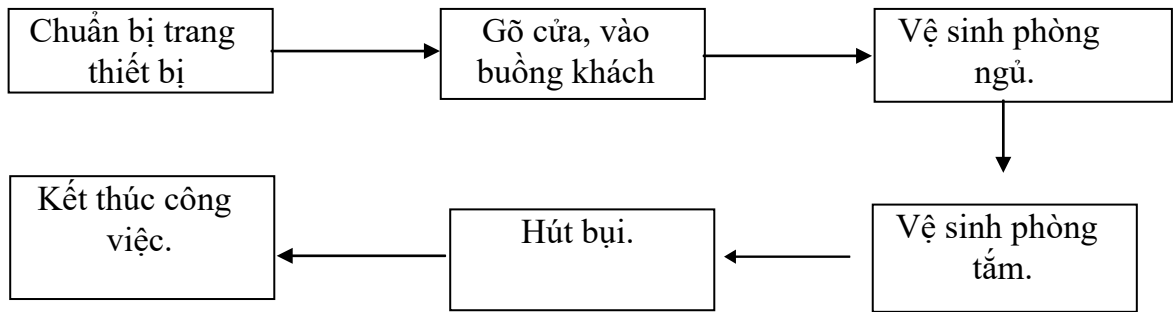 Chuẩn bị trang
thiết bị
Gõ cửa, vào
buồng khách
Vệ sinh phòng
ngủ.
Vệ sinh phòng
tắm.
Hút bụi.
Kết thúc công
việc.